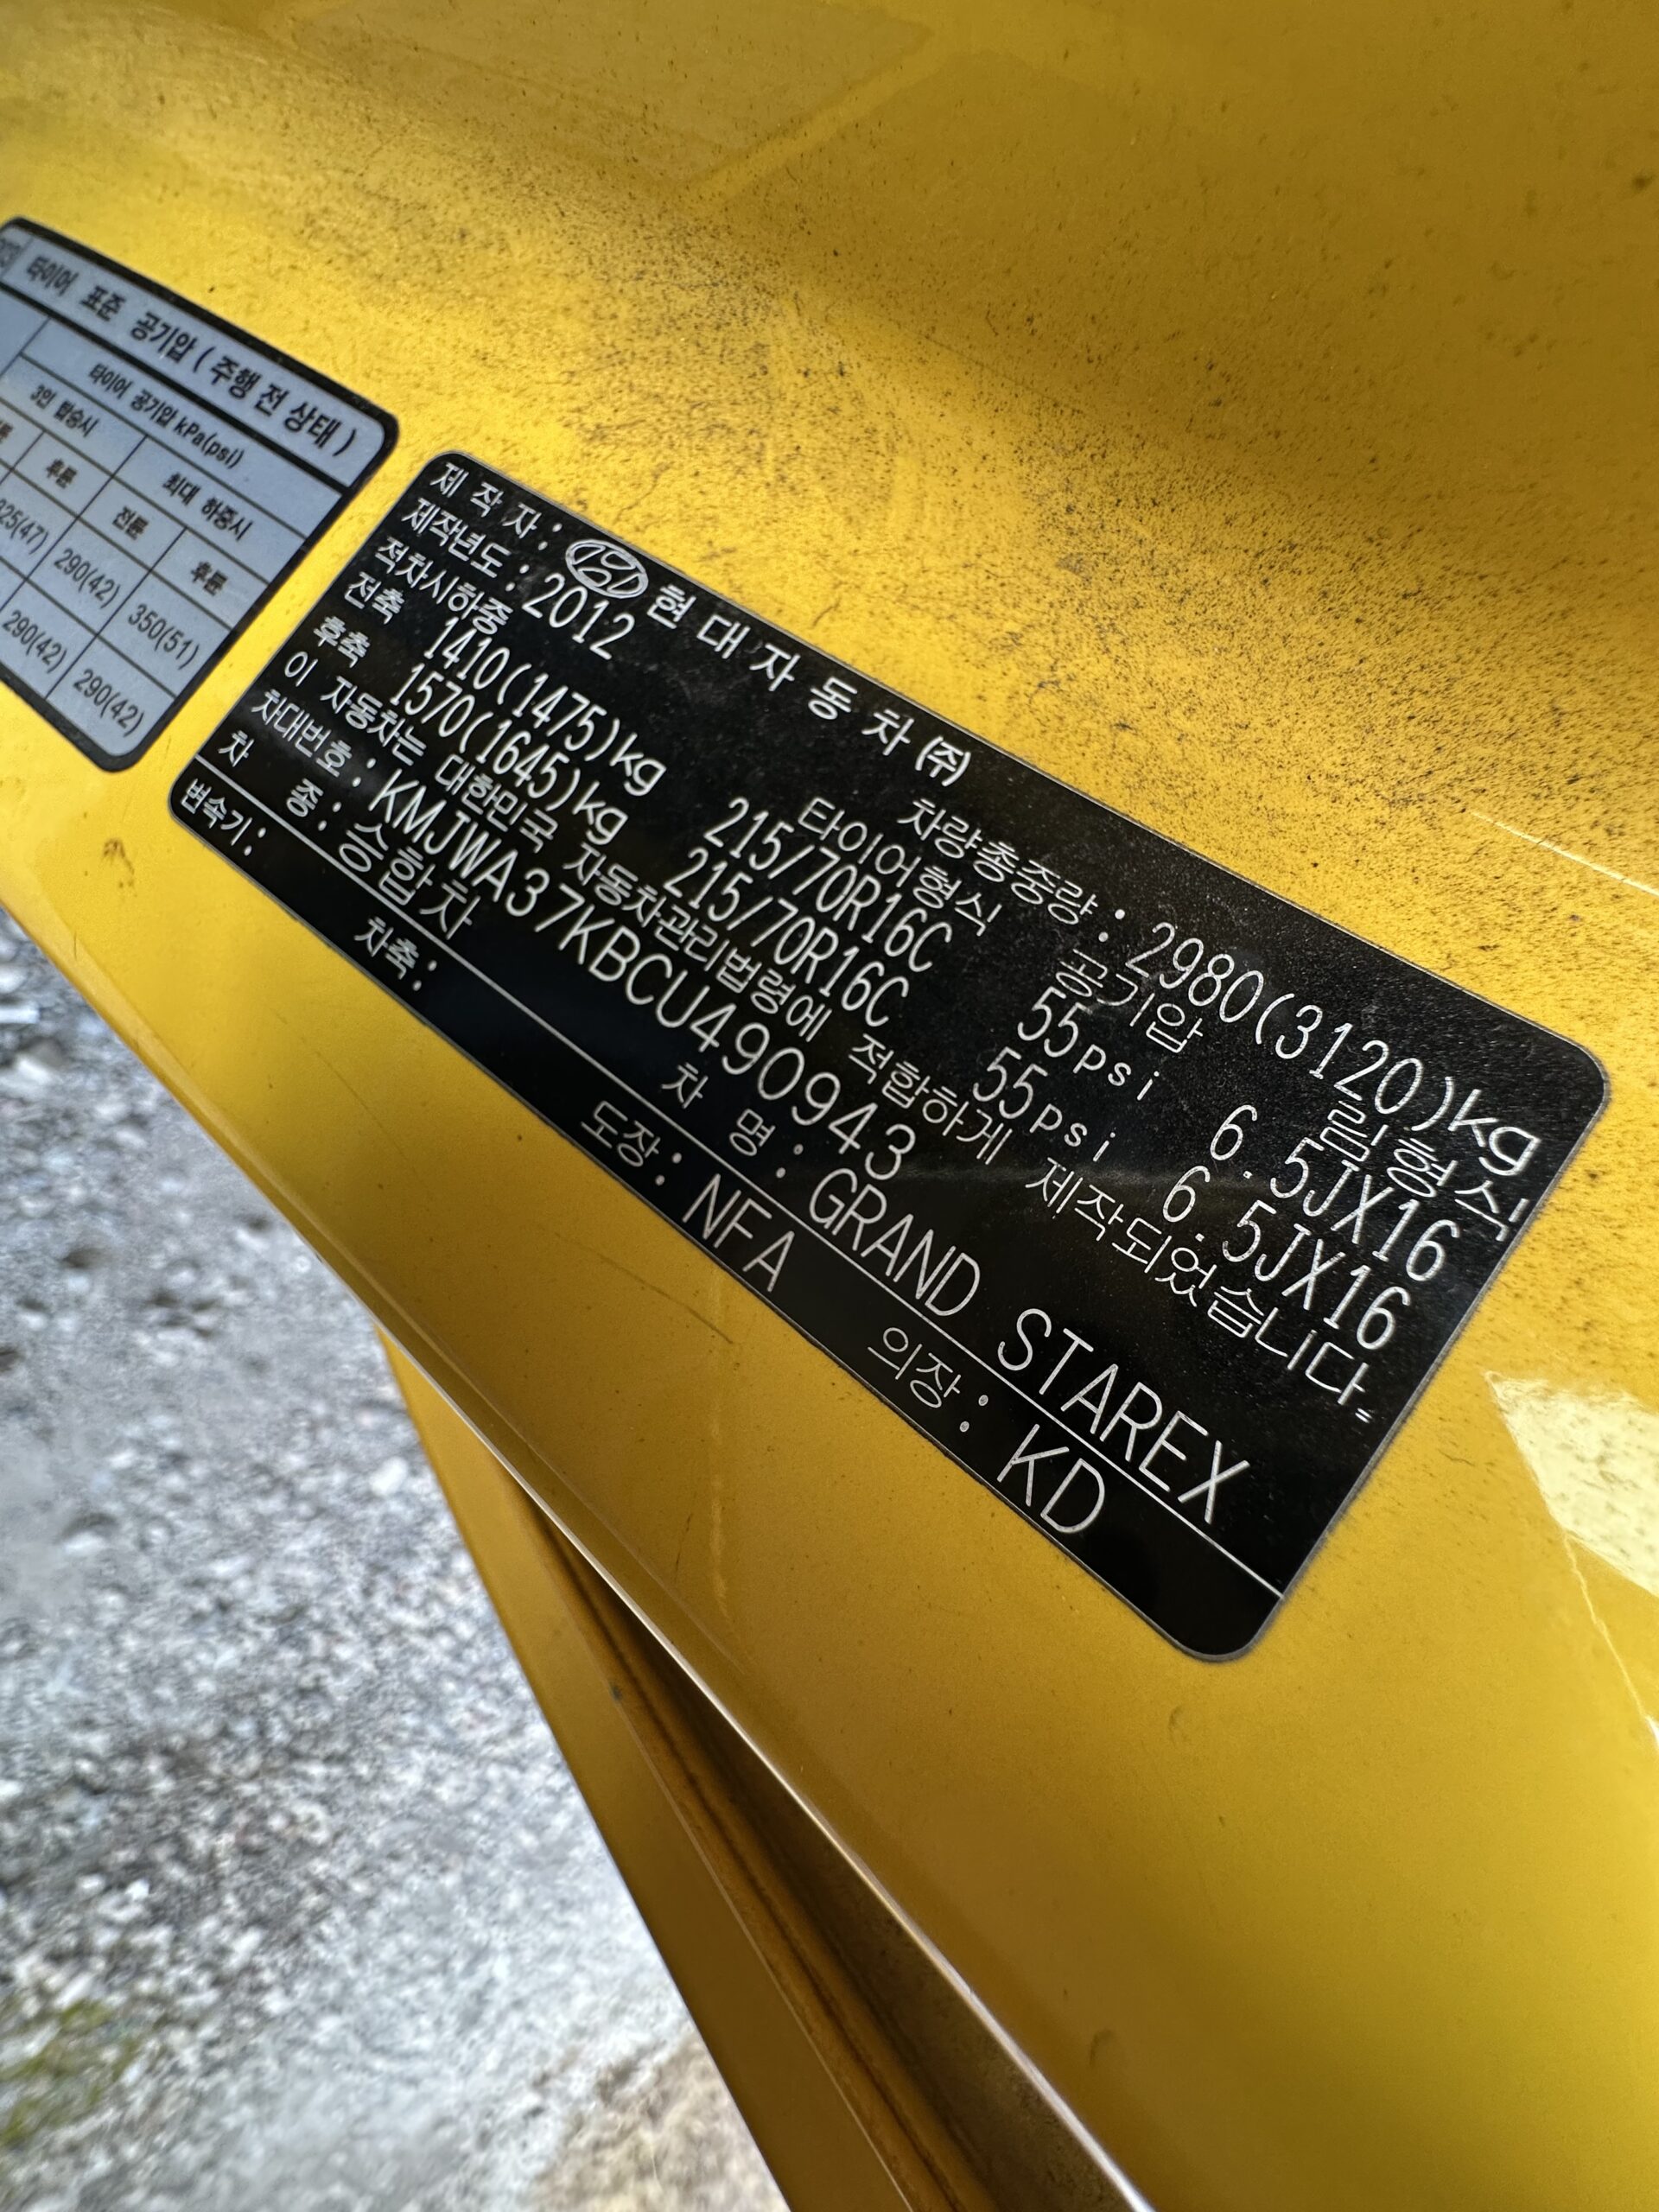 타이어 표준 공기압 ( 주행 전 상태 )
타이어 공기압 kPa(psi)
3인 탑승시 최대 하중시
후륜 전륜 후륜
290(42) 350(51)
290(42) 290(42)
제 작 자 : 현 대 자 동 차 ㈜
제작년도 : 2012 차량총중량 : 2980(3120)kg
적차시하중 타이어형식 공기압 림형식
전축 1410(1475)kg 215/70R16C 55psi 6.5JX16
후축 1570(1645)kg 215/70R16C 55psi 6.5JX16
이 자동차는 대한민국 자동차관리법령에 적합하게 제작되었습니다.
차대번호 : KMJWA37KBCU490943
차 종 : 승합차 차 명 : GRAND STAREX
변속기 : 차축 : 도장 : NFA 의장 : KD